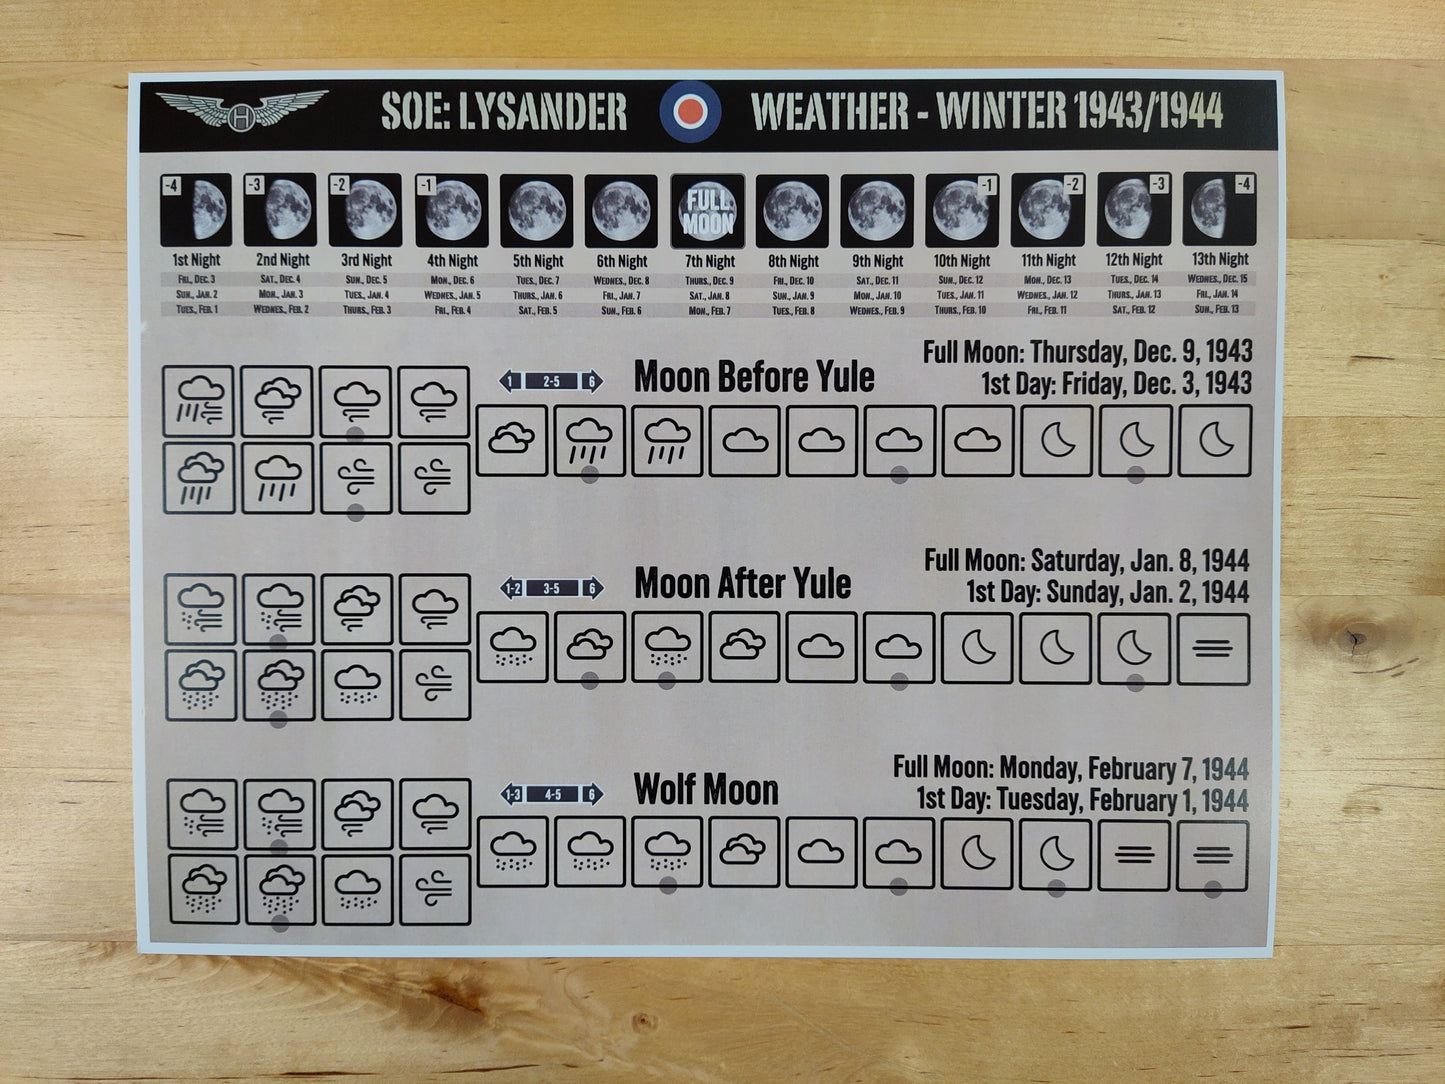 H
SOE: LYSANDER
WEATHER - WINTER 1943/1944
-4 -3 -2 -1 FULL MOON -1 -2 -3 -4
1st Night 2nd Night 3rd Night 4th Night 5th Night 6th Night 7th Night 8th Night 9th Night 10th Night 11th Night 12th Night 13th Night
FRI., DEC. 3 SAT., DEC. 4 SUN., DEC. 5 MON., DEC. 6 TUES., DEC. 7 WEDNES., DEC. 8 THURS., DEC. 9 FRI., DEC. 10 SAT., DEC. 11 SUN., DEC. 12 MON., DEC. 13 TUES., DEC. 14 WEDNES., DEC. 15
SUN., JAN. 2 MON., JAN. 3 TUES., JAN. 4 WEDNES., JAN. 5 THURS., JAN. 6 FRI., JAN. 7 SAT., JAN. 8 SUN., JAN. 9 MON., JAN. 10 TUES., JAN. 11 WEDNES., JAN. 12 THURS., JAN. 13 FRI., JAN. 14
TUES., FEB. 1 WEDNES., FEB. 2 THURS., FEB. 3 FRI., FEB. 4 SAT., FEB. 5 SUN., FEB. 6 MON., FEB. 7 TUES., FEB. 8 WEDNES., FEB. 9 THURS., FEB. 10 FRI., FEB. 11 SAT., FEB. 12 SUN., FEB. 13
1 2-5 6
Moon Before Yule
Full Moon: Thursday, Dec. 9, 1943
1st Day: Friday, Dec. 3, 1943
1-2 3-5 6
Moon After Yule
Full Moon: Saturday, Jan. 8, 1944
1st Day: Sunday, Jan. 2, 1944
1-3 4-5 6
Wolf Moon
Full Moon: Monday, February 7, 1944
1st Day: Tuesday, February 1, 1944